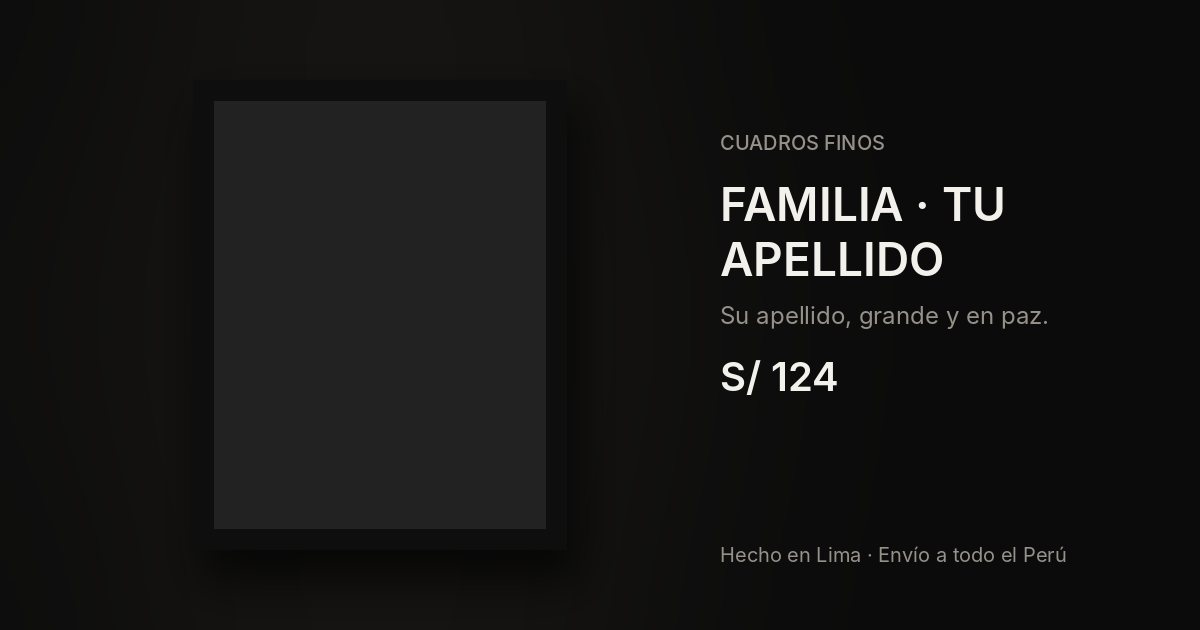 CUADROS FINOS
FAMILIA · TU
APELLIDO
Su apellido, grande y en paz.
S/ 124
Hecho en Lima · Envío a todo el Perú